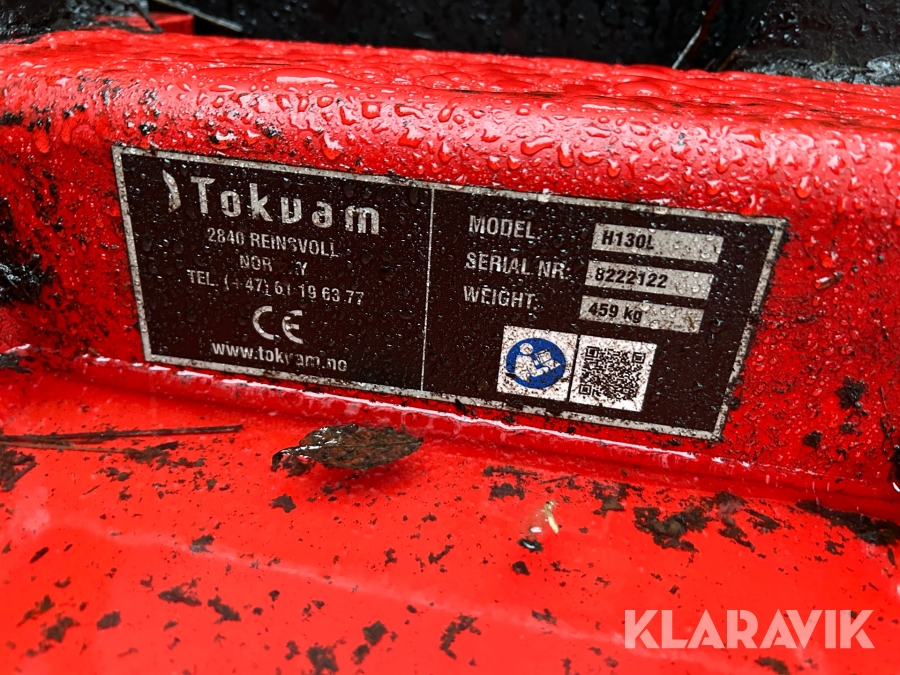 Tokvam
2840 REINSVOLL
NOR Y
TEL. (+47) 61 19 63 77
CE
www.tokvam.no
MODEL: H130L
SERIAL NR: 8222122
WEIGHT: 459 kg
KLARAVIK